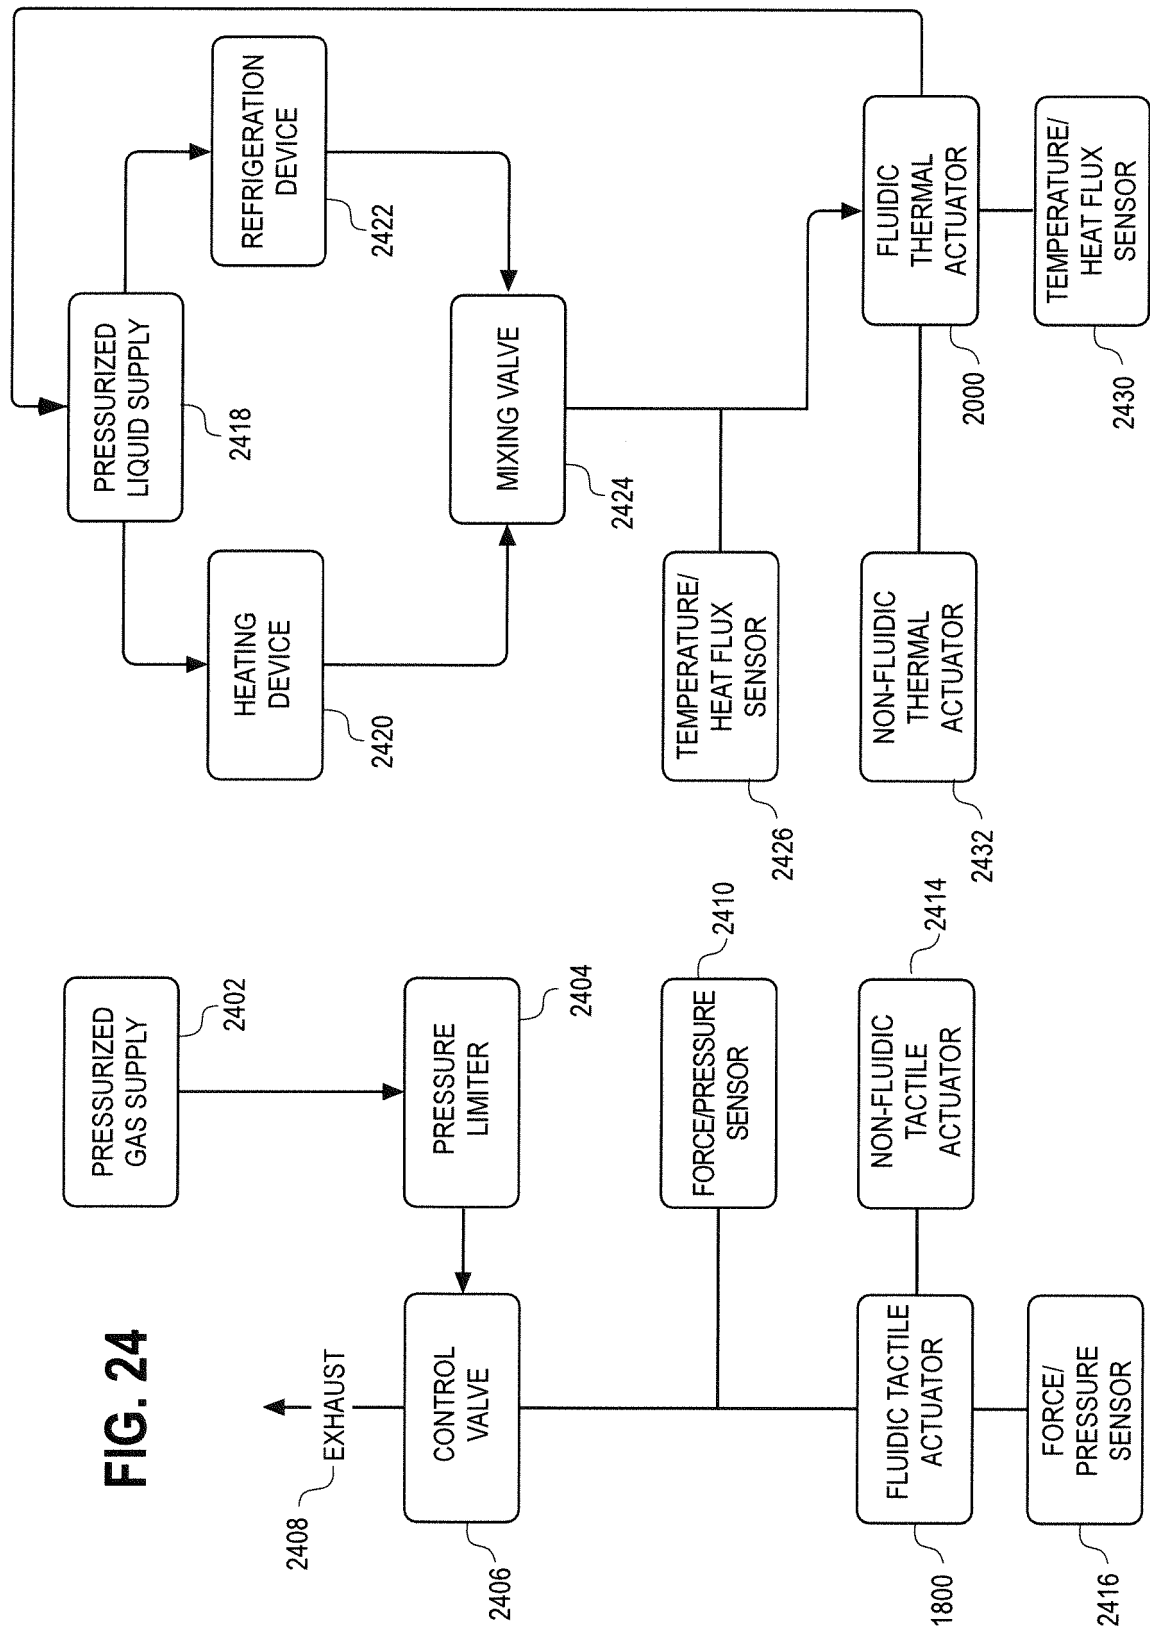 FIG. 24
PRESSURIZED
GAS SUPPLY
2402
PRESSURE
LIMITER
2404
CONTROL
VALVE
2406
EXHAUST
2408
FORCE/PRESSURE
SENSOR
2410
FLUIDIC TACTILE
ACTUATOR
1800
NON-FLUIDIC
TACTILE
ACTUATOR
2414
FORCE/
PRESSURE
SENSOR
2416
PRESSURIZED
LIQUID SUPPLY
2418
HEATING
DEVICE
2420
REFRIGERATION
DEVICE
2422
MIXING VALVE
2424
TEMPERATURE/
HEAT FLUX
SENSOR
2426
NON-FLUIDIC
THERMAL
ACTUATOR
2432
FLUIDIC
THERMAL
ACTUATOR
2000
TEMPERATURE/
HEAT FLUX
SENSOR
2430